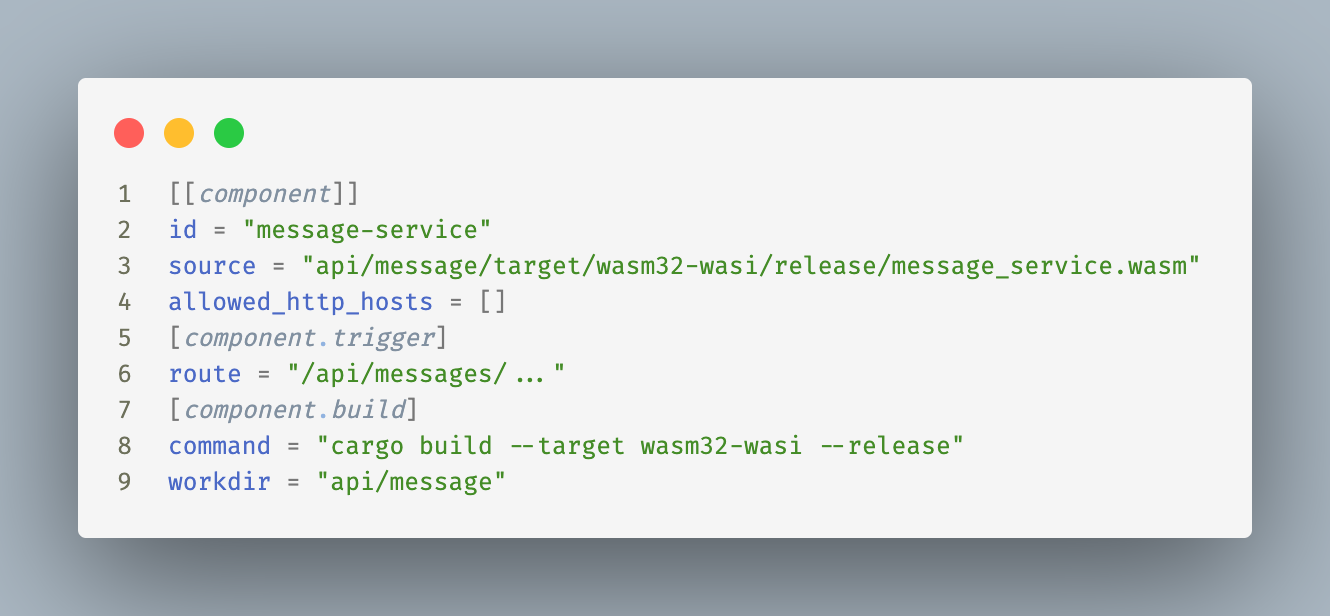 1 [[component]]
2 id = "message-service"
3 source = "api/message/target/wasm32-wasi/release/message_service.wasm"
4 allowed_http_hosts = []
5 [component.trigger]
6 route = "/api/messages/..."
7 [component.build]
8 command = "cargo build --target wasm32-wasi --release"
9 workdir = "api/message"